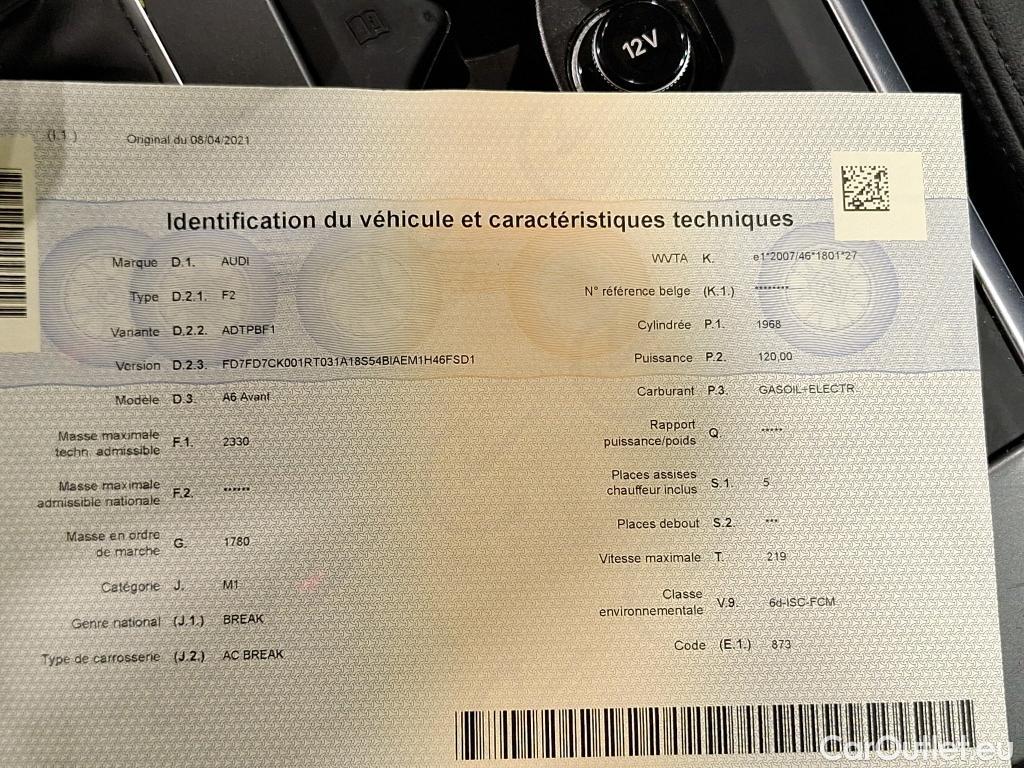 12V
(I.1 )
Original du 08/04/2021
Identification du véhicule et caractéristiques techniques
Marque D.1. AUDI
Type D.2.1. F2
Variante D.2.2. ADTPBF1
Version D.2.3. FD7FD7CK001RT031A18S54BIAEM1H46FSD1
Modèle D.3. A6 Avant
Masse maximale
techn. admissible F.1. 2330
Masse maximale
admissible nationale F.2. ******
Masse en ordre
de marche G. 1780
Catégorie J. M1
Genre national (J.1.) BREAK
Type de carrosserie (J.2.) AC BREAK
WVTA K. e1*2007/46*1801*27
N° référence belge (K.1.) ********
Cylindrée P.1. 1968
Puissance P.2. 120,00
Carburant P.3. GASOIL+ELECTR.
Rapport
puissance/poids Q. *****
Places assises
chauffeur inclus S.1. 5
Places debout S.2. ***
Vitesse maximale T. 219
Classe
environnementale V.9. 6d-ISC-FCM
Code (E.1.) 873
CarOutlet.eu